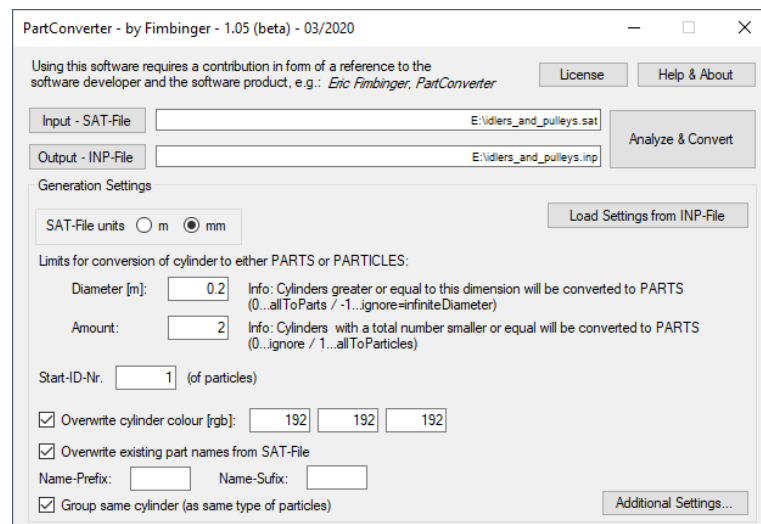 PartConverter - by Fimbinger - 1.05 (beta) - 03/2020
Using this software requires a contribution in form of a reference to the
software developer and the software product, e.g.: Eric Fimbinger, PartConverter
License
Help & About
Input - SAT-File
E:\idlers_and_pulleys.sat
Analyze & Convert
Output - INP-File
E:\idlers_and_pulleys.inp
Generation Settings
SAT-File units
m
mm
Load Settings from INP-File
Limits for conversion of cylinder to either PARTS or PARTICLES:
Diameter [m]:
0.2
Info: Cylinders greater or equal to this dimension will be converted to PARTS
(0...allToParts / -1...ignore=infiniteDiameter)
Amount:
2
Info: Cylinders with a total number smaller or equal will be converted to PARTS
(0...ignore / 1...allToParticles)
Start-ID-Nr.
1
(of particles)
Overwrite cylinder colour [rgb]:
192
192
192
Overwrite existing part names from SAT-File
Name-Prefix:
Name-Sufix:
Group same cylinder (as same type of particles)
Additional Settings...